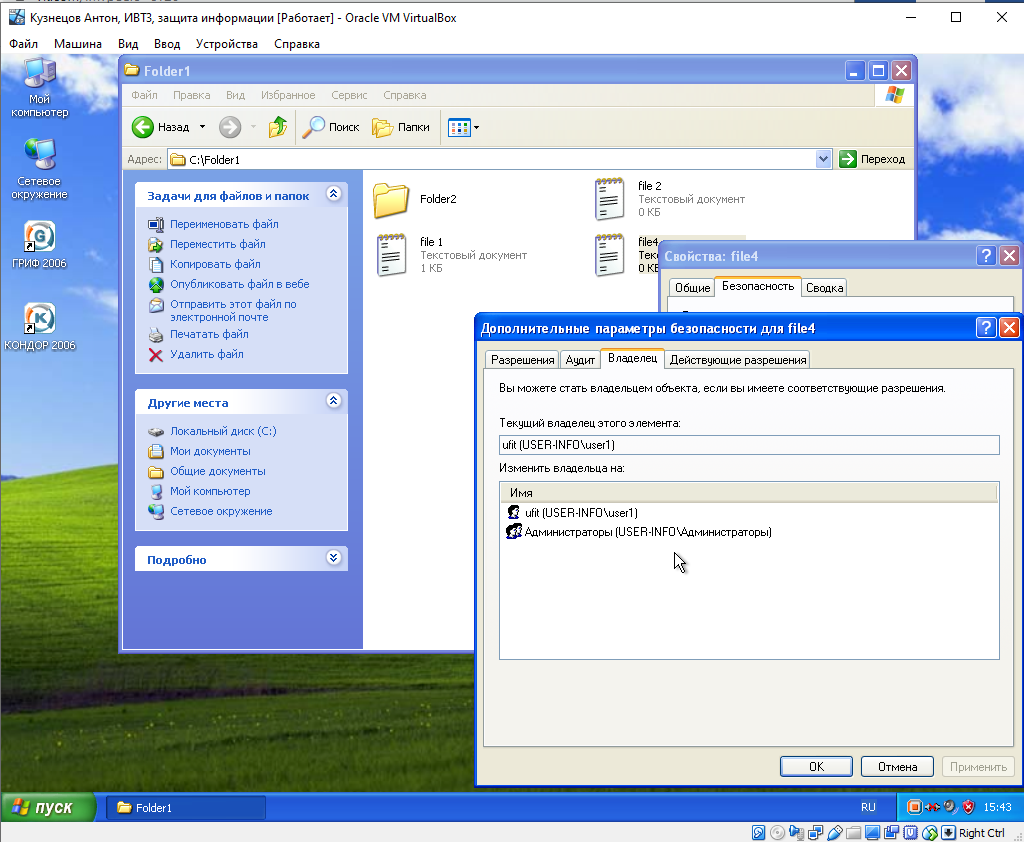 Кузнецов Антон, ИВТ3, защита информации [Работает] - Oracle VM VirtualBox
Файл Машина Вид Ввод Устройства Справка
Мой
компьютер
Сетевое
окружение
ГРИФ 2006
КОНДОР 2006
Folder1
Файл Правка Вид Избранное Сервис Справка
Назад Поиск Папки
Адрес: C:\Folder1 Переход
Задачи для файлов и папок
Переименовать файл
Переместить файл
Копировать файл
Опубликовать файл в вебе
Отправить этот файл по
электронной почте
Печатать файл
Удалить файл
Другие места
Локальный диск (C:)
Мои документы
Общие документы
Мой компьютер
Сетевое окружение
Подробно
Folder2
file 2
Текстовый документ
0 КБ
file 1
Текстовый документ
1 КБ
file4
0 КБ
Свойства: file4
Общие Безопасность Сводка
Дополнительные параметры безопасности для file4
Разрешения Аудит Владелец Действующие разрешения
Вы можете стать владельцем объекта, если вы имеете соответствующие разрешения.
Текущий владелец этого элемента:
ufit (USER-INFO\user1)
Изменить владельца на:
Имя
ufit (USER-INFO\user1)
Администраторы (USER-INFO\Администраторы)
OK Отмена Применить
пуск Folder1 RU 15:43
Right Ctrl